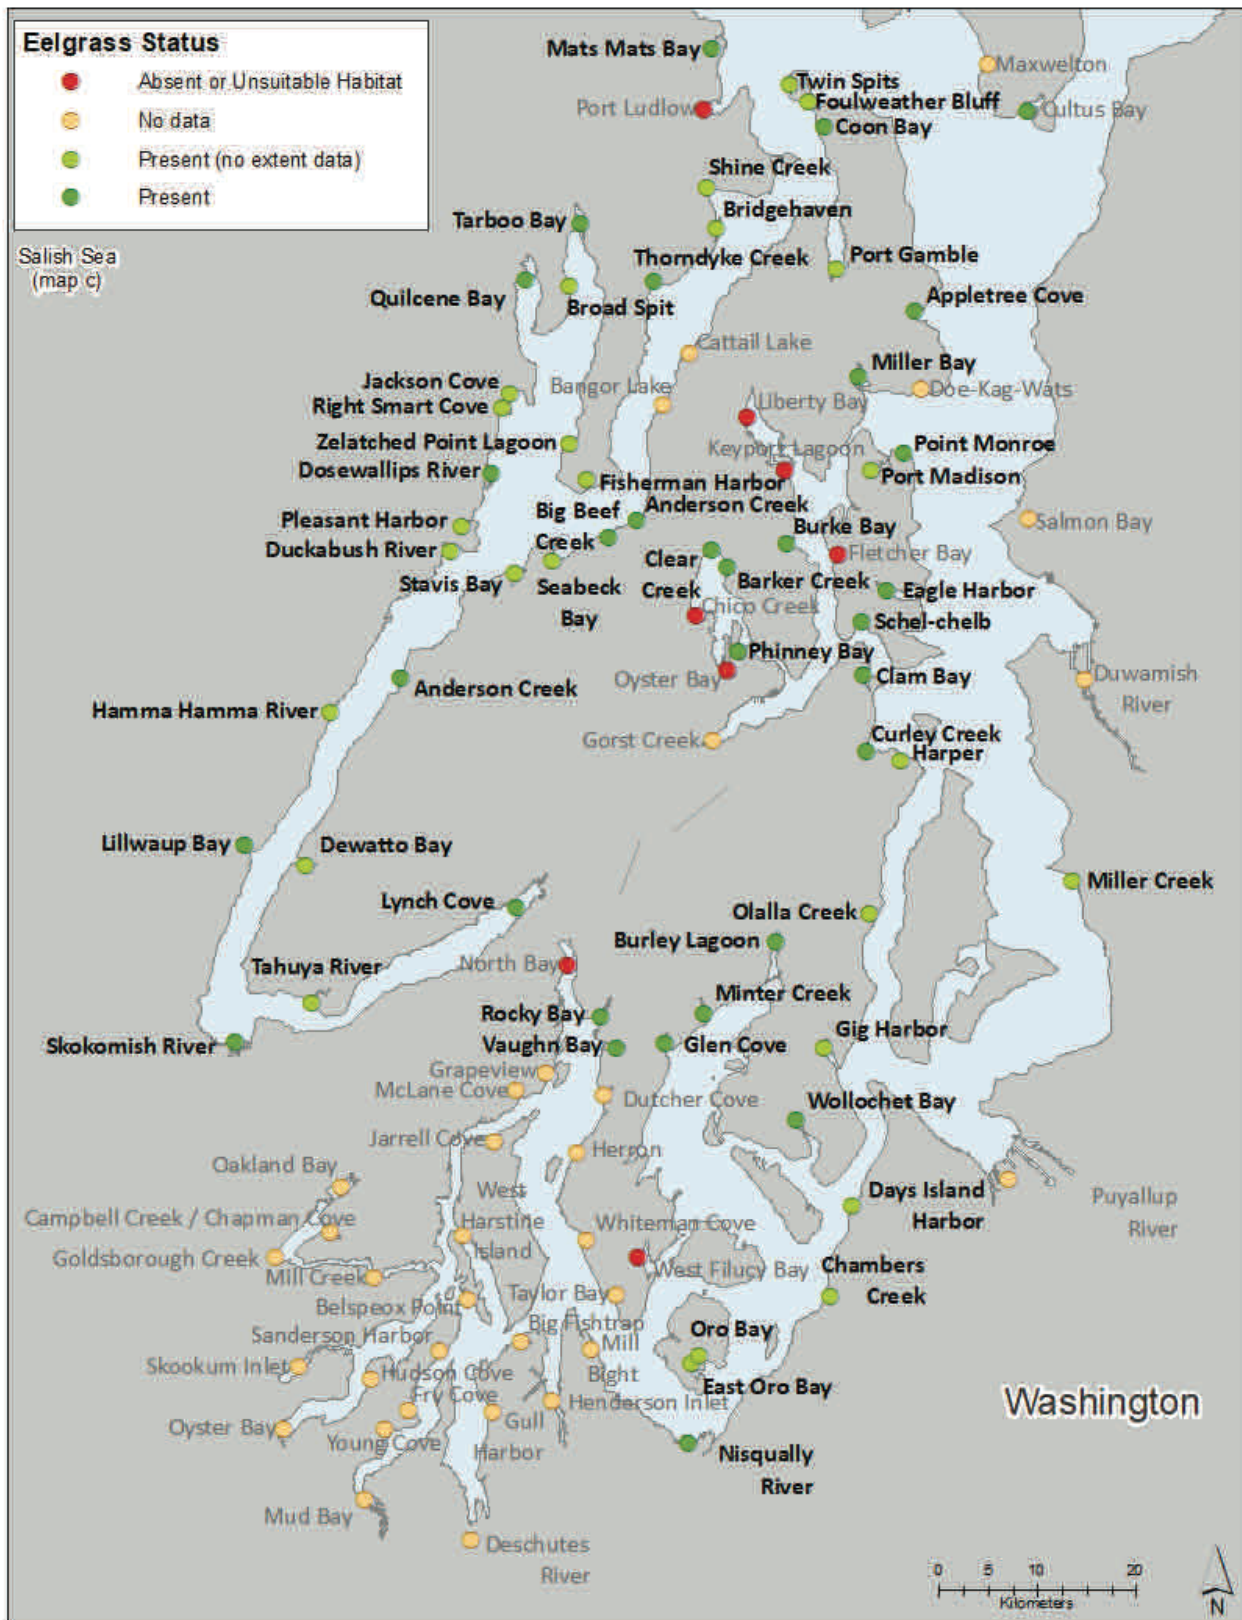 Eelgrass Status
Absent or Unsuitable Habitat
No data
Present (no extent data)
Present
Salish Sea
(map c)
Mats Mats Bay
Maxwelton
Twin Spits
Port Ludlow
Foulweather Bluff
Cultus Bay
Coon Bay
Shine Creek
Tarboo Bay
Bridgehaven
Thorndyke Creek
Port Gamble
Quilcene Bay
Broad Spit
Appletree Cove
Cattail Lake
Miller Bay
Jackson Cove
Bangor Lake
Doe-Kag-Wats
Right Smart Cove
Liberty Bay
Zelatched Point Lagoon
Keyport Lagoon
Point Monroe
Dosewallips River
Fisherman Harbor
Port Madison
Big Beef
Creek
Anderson Creek
Pleasant Harbor
Burke Bay
Salmon Bay
Duckabush River
Clear
Creek
Fletcher Bay
Stavis Bay
Seabeck
Bay
Barker Creek
Eagle Harbor
Chico Creek
Schel-chelb
Phinney Bay
Oyster Bay
Clam Bay
Duwamish
River
Anderson Creek
Hamma Hamma River
Gorst Creek
Curley Creek
Harper
Lillwaup Bay
Dewatto Bay
Miller Creek
Lynch Cove
Olalla Creek
Burley Lagoon
North Bay
Tahuya River
Minter Creek
Rocky Bay
Gig Harbor
Skokomish River
Vaughn Bay
Glen Cove
Grapeview
McLane Cove
Dutcher Cove
Wollochet Bay
Jarrell Cove
Herron
Oakland Bay
West
Harstine
Island
Days Island
Harbor
Puyallup
River
Campbell Creek / Chapman Cove
Whiteman Cove
Goldsborough Creek
Mill Creek
West Filucy Bay
Chambers
Creek
Belspeox Point
Taylor Bay
Sanderson Harbor
Big Fishtrap
Oro Bay
Mill
Bight
Skookum Inlet
Hudson Cove
East Oro Bay
Fry Cove
Henderson Inlet
Washington
Oyster Bay
Young Cove
Gull
Harbor
Nisqually
River
Mud Bay
Deschutes
River
0 5 10 20
Kilometers
N